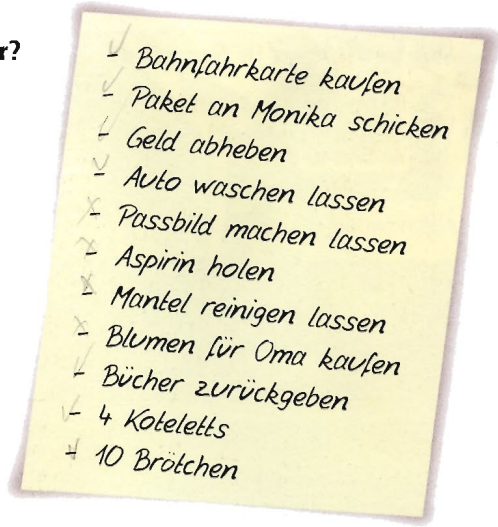 r?
- Bahnfahrkarte kaufen
- Paket an Monika schicken
- Geld abheben
- Auto waschen lassen
- Passbild machen lassen
- Aspirin holen
- Mantel reinigen lassen
- Blumen für Oma kaufen
- Bücher zurückgeben
- 4 Koteletts
- 10 Brötchen